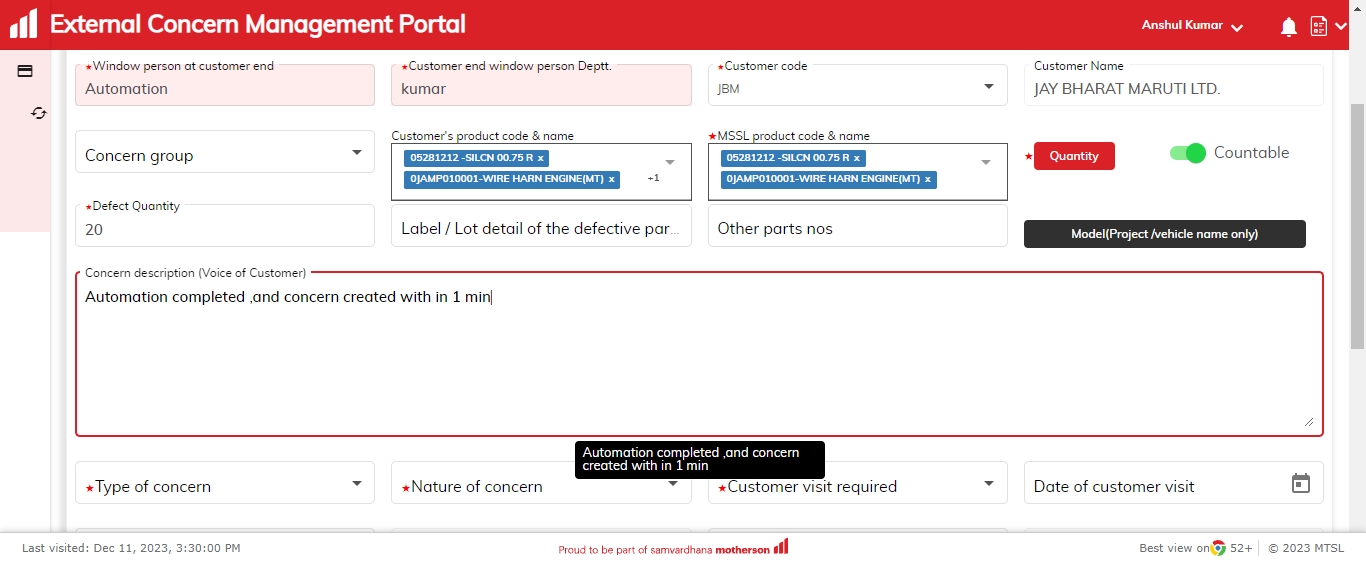 External Concern Management Portal
Anshul Kumar
★Window person at customer end
★Customer end window person Deptt.
★Customer code
Customer Name
Automation
kumar
JBM
JAY BHARAT MARUTI LTD.
Concern group
Customer's product code & name
★MSSL product code & name
05281212 -SILCN 00.75 R x
0JAMP010001-WIRE HARN ENGINE(MT) x
+1
05281212 -SILCN 00.75 R x
0JAMP010001-WIRE HARN ENGINE(MT) x
★ Quantity
Countable
★Defect Quantity
20
Label / Lot detail of the defective par...
Other parts nos
Model(Project /vehicle name only)
Concern description (Voice of Customer)
Automation completed ,and concern created with in 1 min
Automation completed ,and concern
created with in 1 min
★Type of concern
★Nature of concern
★Customer visit required
Date of customer visit
Last visited: Dec 11, 2023, 3:30:00 PM
Proud to be part of samvardhana motherson
Best view on 52+
© 2023 MTSL